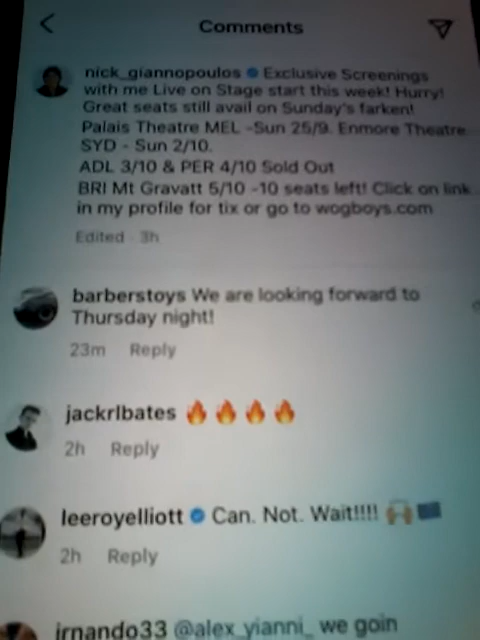 Comments
nick_giannopoulos Exclusive Screenings
with me Live on Stage start this week! Hurry!
Great seats still avail on Sunday's farken!
Palais Theatre MEL -Sun 25/9. Enmore Theatre
SYD - Sun 2/10.
ADL 3/10 & PER 4/10 Sold Out
BRI Mt Gravatt 5/10 -10 seats left! Click on link
in my profile for tix or go to wogboys.com
Edited · 3h
barberstoys We are looking forward to
Thursday night!
23m Reply
jackrlbates 🔥🔥🔥🔥
2h Reply
leeroyelliott Can. Not. Wait!!!!
2h Reply
jrnando33 @alex_yianni_ we goin